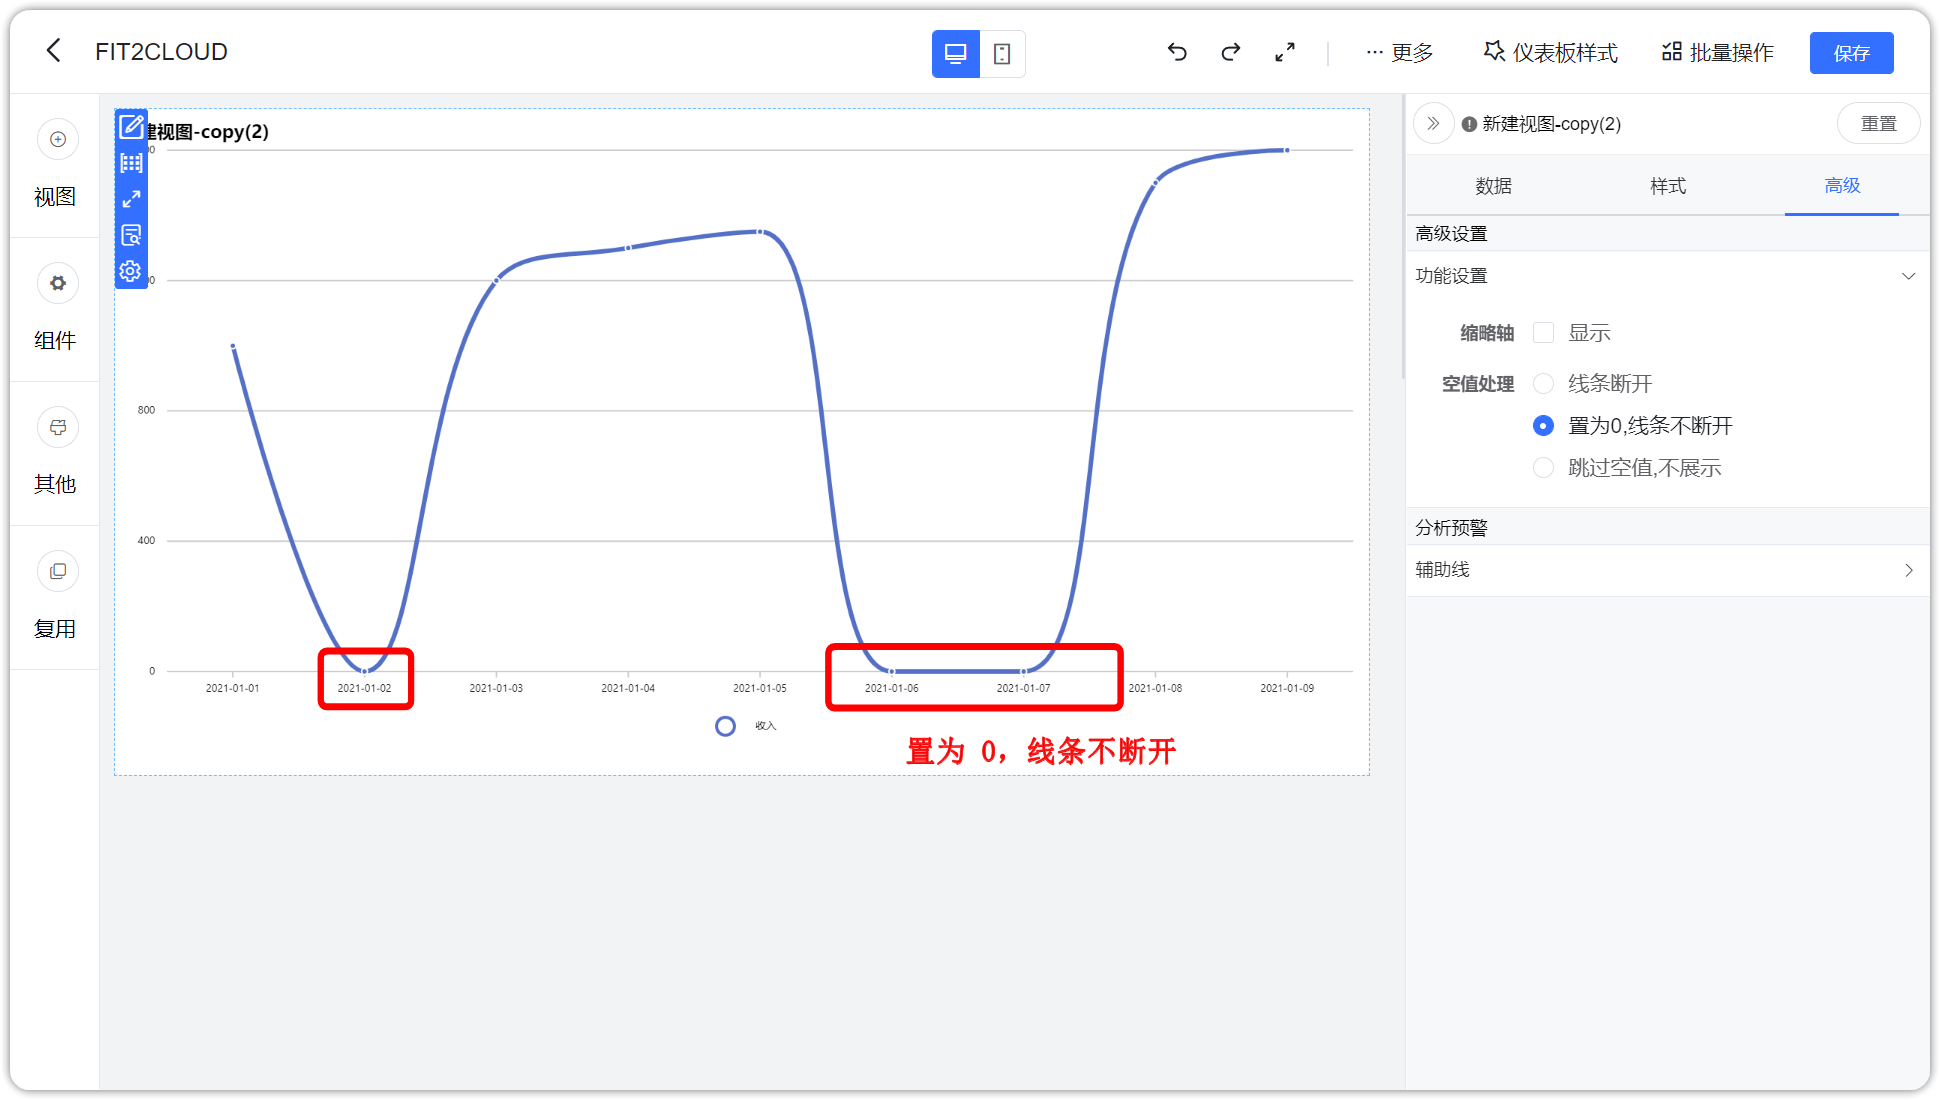 FIT2CLOUD
更多
仪表板样式
批量操作
保存
视图
组件
其他
复用
建视图-copy(2)
800
400
0
2021-01-01
2021-01-02
2021-01-03
2021-01-04
2021-01-05
2021-01-06
2021-01-07
2021-01-08
2021-01-09
收入
置为 0，线条不断开
新建视图-copy(2)
重置
数据
样式
高级
高级设置
功能设置
缩略轴
显示
空值处理
线条断开
置为0,线条不断开
跳过空值,不展示
分析预警
辅助线